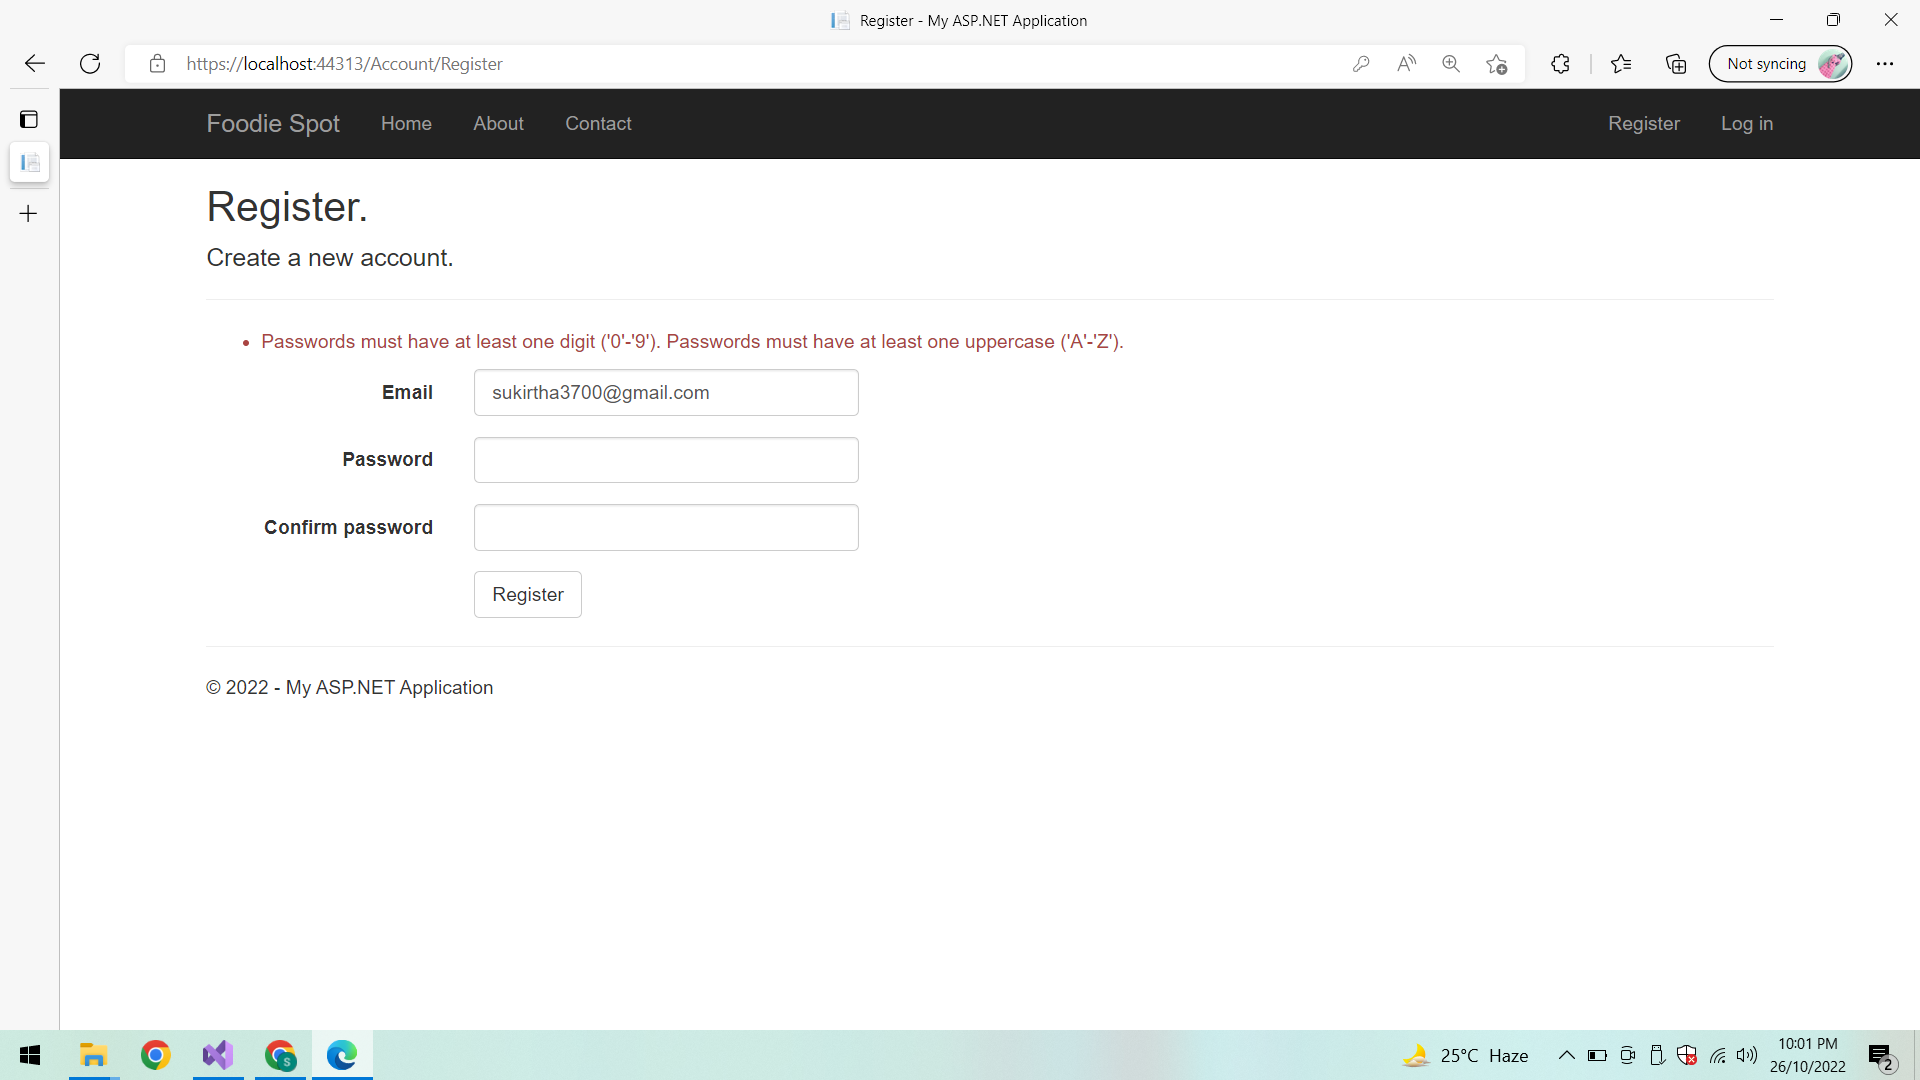 Register - My ASP.NET Application
https://localhost:44313/Account/Register
Not syncing
Foodie Spot Home About Contact Register Log in
Register.
Create a new account.
Passwords must have at least one digit ('0'-'9'). Passwords must have at least one uppercase ('A'-'Z').
Email sukirtha3700@gmail.com
Password
Confirm password
Register
© 2022 - My ASP.NET Application
S
25°C Haze
10:01 PM
26/10/2022
2